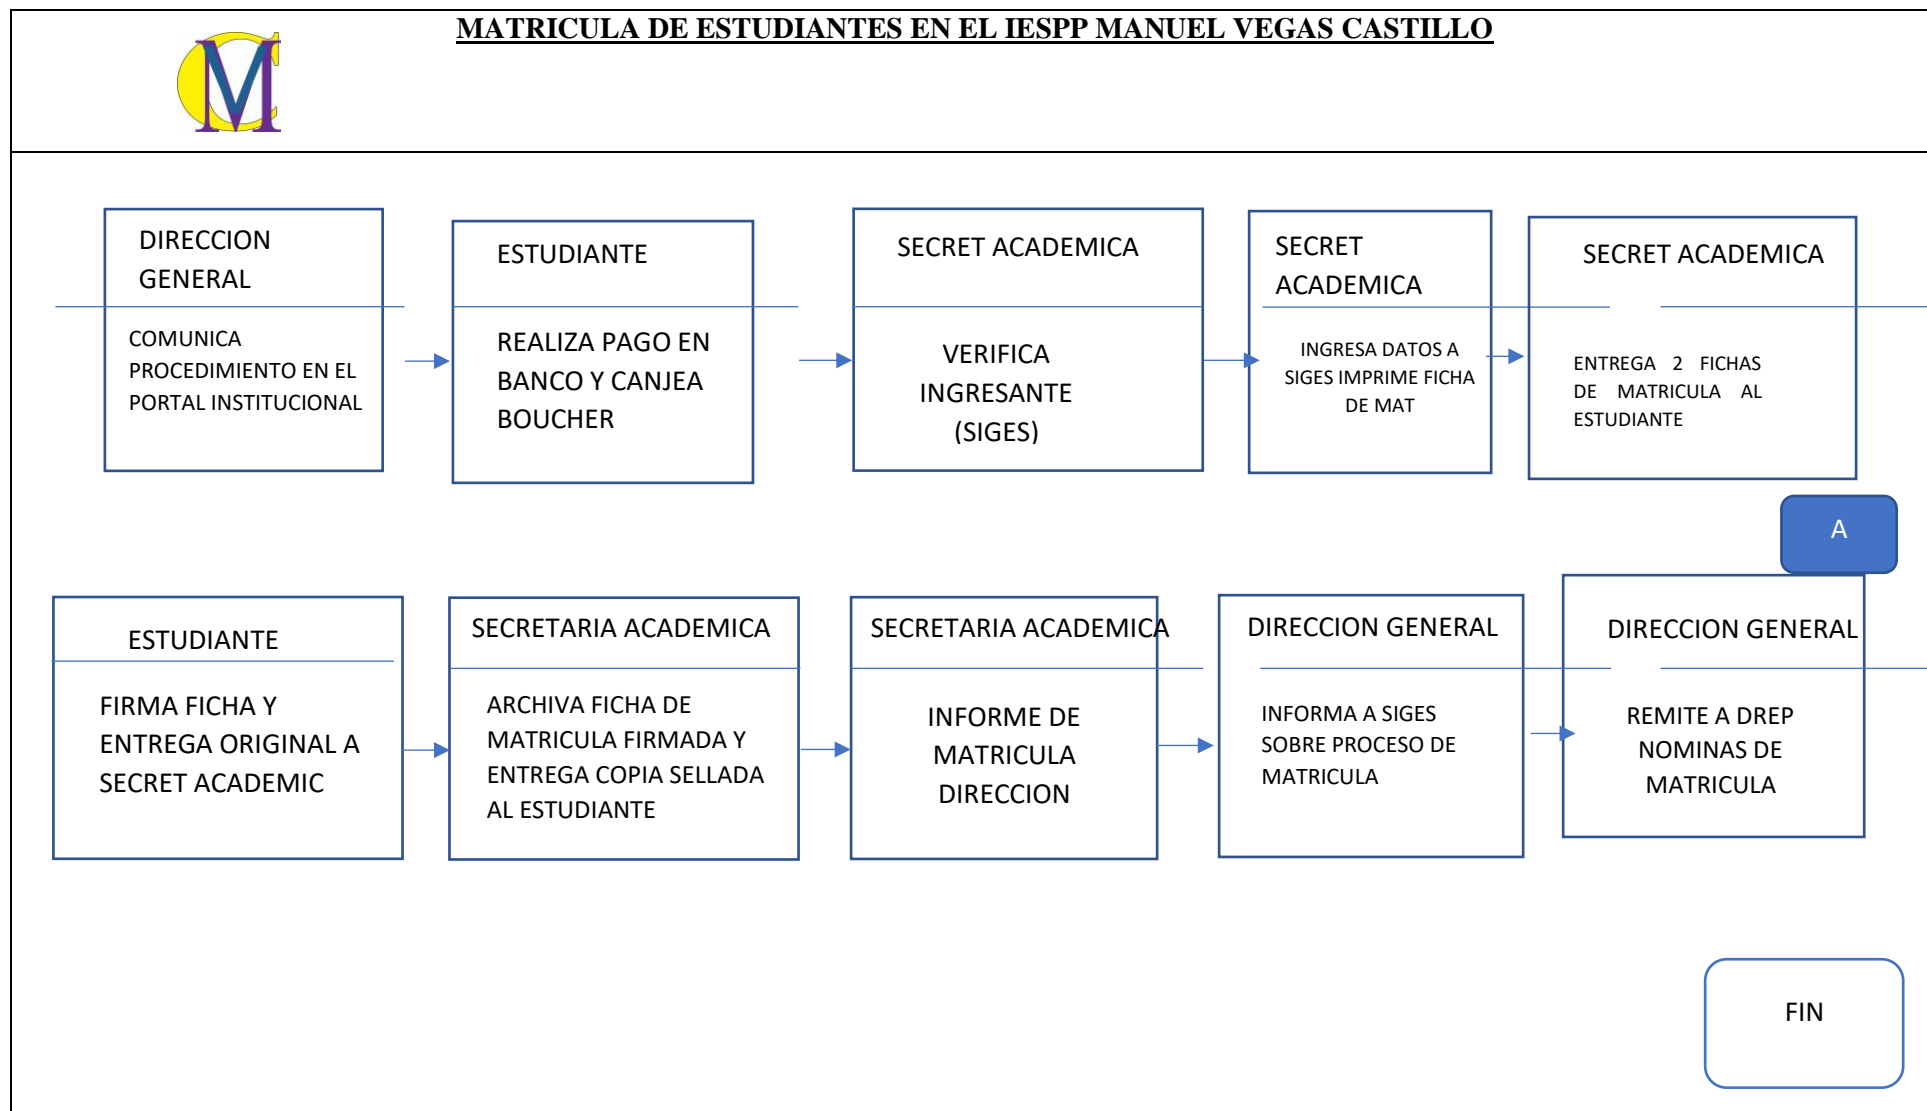 MATRICULA DE ESTUDIANTES EN EL IESPP MANUEL VEGAS CASTILLO
CM
DIRECCION
GENERAL
COMUNICA
PROCEDIMIENTO EN EL
PORTAL INSTITUCIONAL
ESTUDIANTE
REALIZA PAGO EN
BANCO Y CANJEA
BOUCHER
SECRET ACADEMICA
VERIFICA
INGRESANTE
(SIGES)
SECRET
ACADEMICA
INGRESA DATOS A
SIGES IMPRIME FICHA
DE MAT
SECRET ACADEMICA
ENTREGA 2 FICHAS
DE MATRICULA AL
ESTUDIANTE
A
ESTUDIANTE
FIRMA FICHA Y
ENTREGA ORIGINAL A
SECRET ACADEMIC
SECRETARIA ACADEMICA
ARCHIVA FICHA DE
MATRICULA FIRMADA Y
ENTREGA COPIA SELLADA
AL ESTUDIANTE
SECRETARIA ACADEMICA
INFORME DE
MATRICULA
DIRECCION
DIRECCION GENERAL
INFORMA A SIGES
SOBRE PROCESO DE
MATRICULA
DIRECCION GENERAL
REMITE A DREP
NOMINAS DE
MATRICULA
FIN